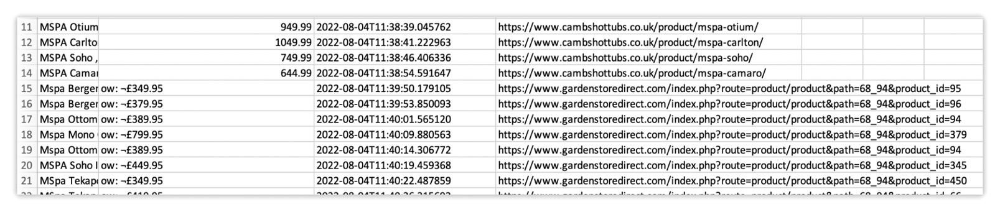 11 MSPA Otium 949.99 2022-08-04T11:38:39.045762 https://www.cambshottubs.co.uk/product/mspa-otium/
12 MSPA Carlto 1049.99 2022-08-04T11:38:41.222963 https://www.cambshottubs.co.uk/product/mspa-carlton/
13 MSPA Soho , 749.99 2022-08-04T11:38:46.406336 https://www.cambshottubs.co.uk/product/mspa-soho/
14 MSPA Camar 644.99 2022-08-04T11:38:54.591647 https://www.cambshottubs.co.uk/product/mspa-camaro/
15 Mspa Berger ow: ¬£349.95 2022-08-04T11:39:50.179105 https://www.gardenstoredirect.com/index.php?route=product/product&path=68_94&product_id=95
16 Mspa Berger ow: ¬£379.95 2022-08-04T11:39:53.850093 https://www.gardenstoredirect.com/index.php?route=product/product&path=68_94&product_id=96
17 Mspa Ottom ow: ¬£389.95 2022-08-04T11:40:01.565120 https://www.gardenstoredirect.com/index.php?route=product/product&path=68_94&product_id=94
18 Mspa Mono ow: ¬£799.95 2022-08-04T11:40:09.880563 https://www.gardenstoredirect.com/index.php?route=product/product&path=68_94&product_id=379
19 Mspa Ottom ow: ¬£389.95 2022-08-04T11:40:14.306772 https://www.gardenstoredirect.com/index.php?route=product/product&path=68_94&product_id=94
20 MSPA Soho ow: ¬£449.95 2022-08-04T11:40:19.459368 https://www.gardenstoredirect.com/index.php?route=product/product&path=68_94&product_id=345
21 MSpa Tekapo ow: ¬£349.95 2022-08-04T11:40:22.487859 https://www.gardenstoredirect.com/index.php?route=product/product&path=68_94&product_id=450